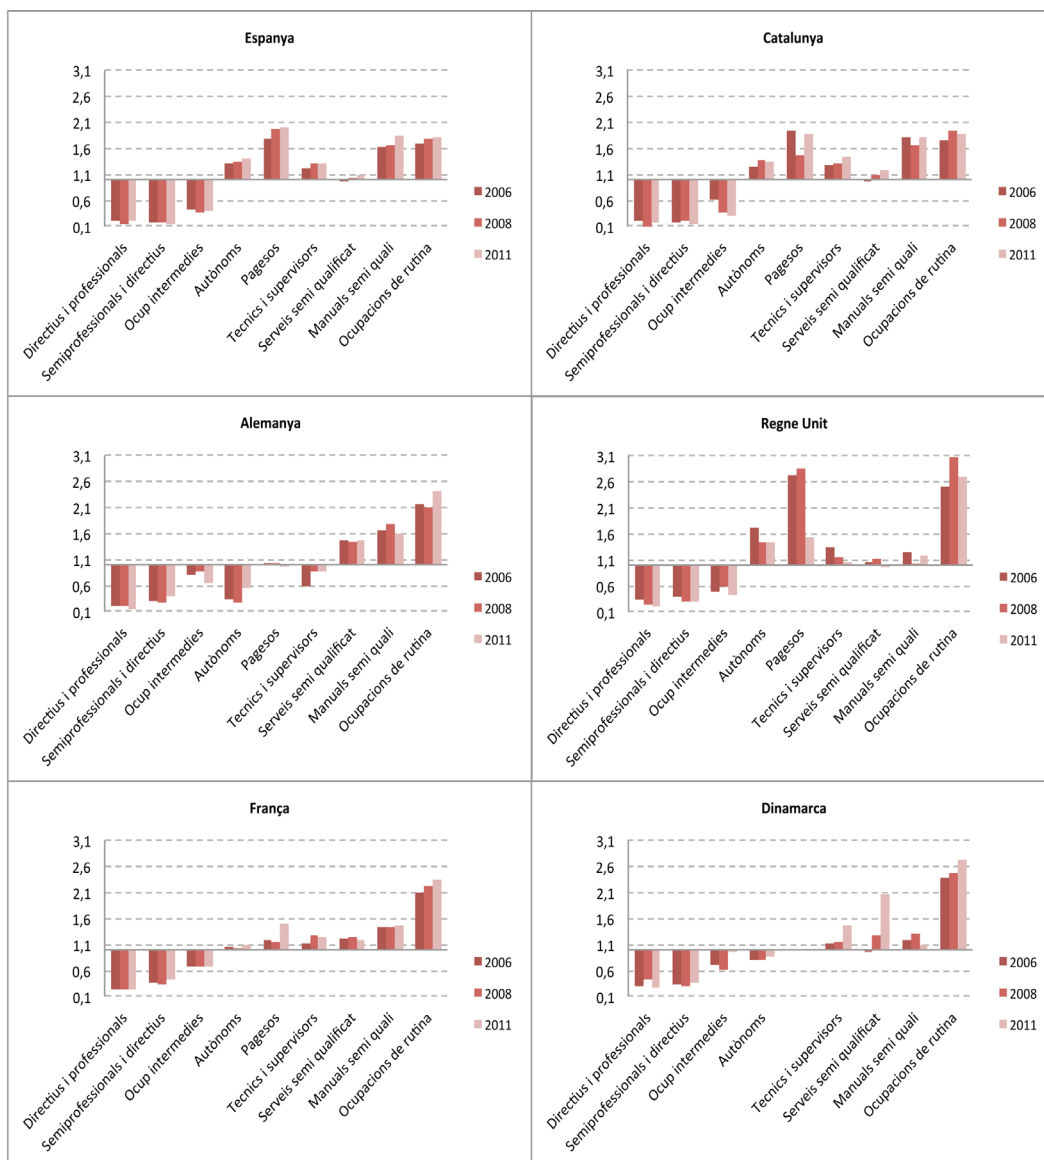 Espanya
3,1
2,6
2,1
1,6
1,1
0,6
0,1
Directius i professionals
Semiprofessionals i directius
Ocup intermedies
Autònoms
Pagesos
Tecnics i supervisors
Serveis semi qualificat
Manuals semi quali
Ocupacions de rutina
2006
2008
2011
Catalunya
3,1
2,6
2,1
1,6
1,1
0,6
0,1
Directius i professionals
Semiprofessionals i directius
Ocup intermedies
Autònoms
Pagesos
Tecnics i supervisors
Serveis semi qualificat
Manuals semi quali
Ocupacions de rutina
2006
2008
2011
Alemanya
3,1
2,6
2,1
1,6
1,1
0,6
0,1
Directius i professionals
Semiprofessionals i directius
Ocup intermedies
Autònoms
Pagesos
Tecnics i supervisors
Serveis semi qualificat
Manuals semi quali
Ocupacions de rutina
2006
2008
2011
Regne Unit
3,1
2,6
2,1
1,6
1,1
0,6
0,1
Directius i professionals
Semiprofessionals i directius
Ocup intermedies
Autònoms
Pagesos
Tecnics i supervisors
Serveis semi qualificat
Manuals semi quali
Ocupacions de rutina
2006
2008
2011
França
3,1
2,6
2,1
1,6
1,1
0,6
0,1
Directius i professionals
Semiprofessionals i directius
Ocup intermedies
Autònoms
Pagesos
Tecnics i supervisors
Serveis semi qualificat
Manuals semi quali
Ocupacions de rutina
2006
2008
2011
Dinamarca
3,1
2,6
2,1
1,6
1,1
0,6
0,1
Directius i professionals
Semiprofessionals i directius
Ocup intermedies
Autònoms
Tecnics i supervisors
Serveis semi qualificat
Manuals semi quali
Ocupacions de rutina
2006
2008
2011